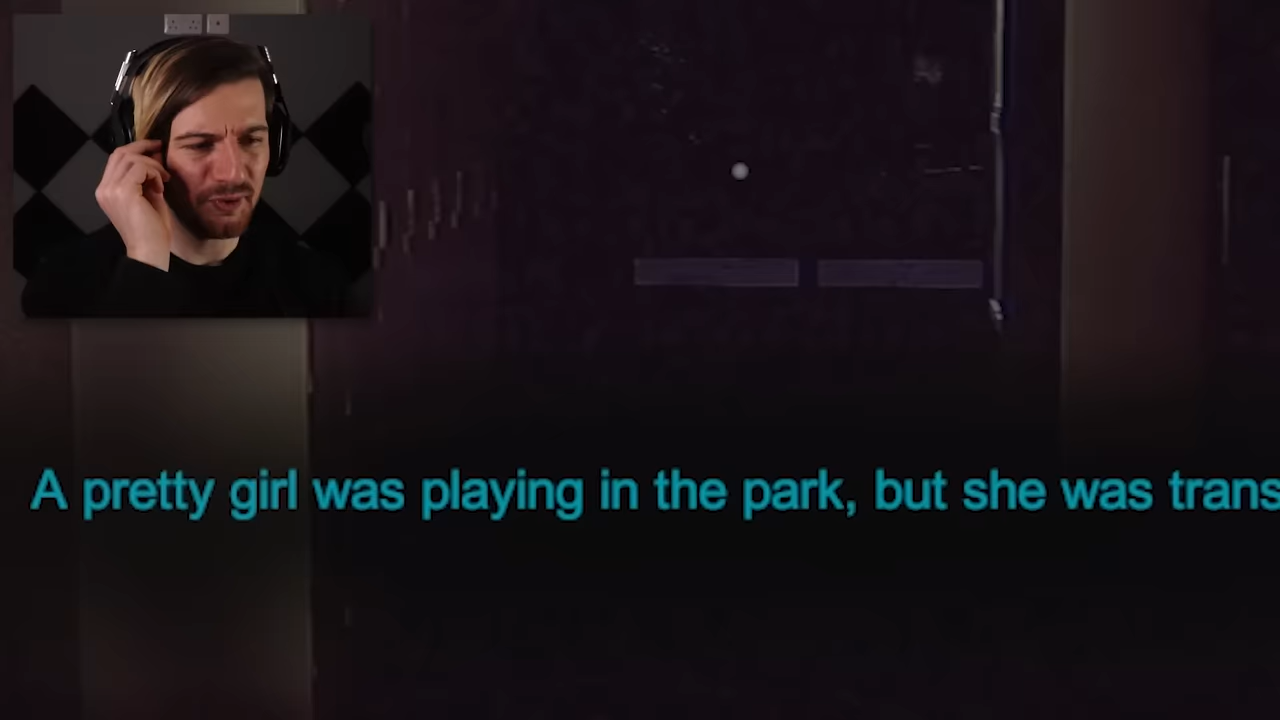 A pretty girl was playing in the park, but she was trans